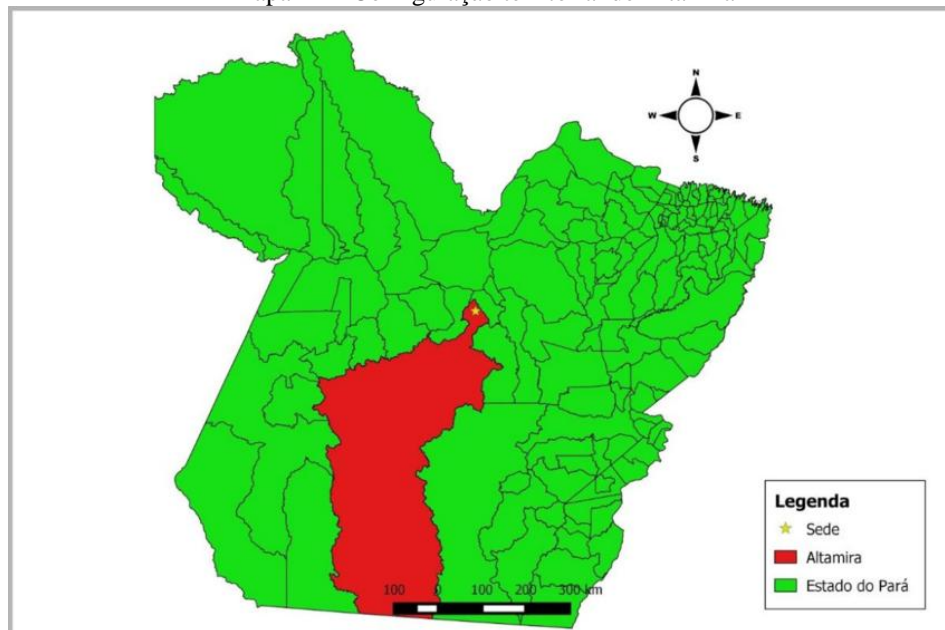 N
W E
S
Legenda
Sede
Altamira
Estado do Pará
100 0 100 200 300 km